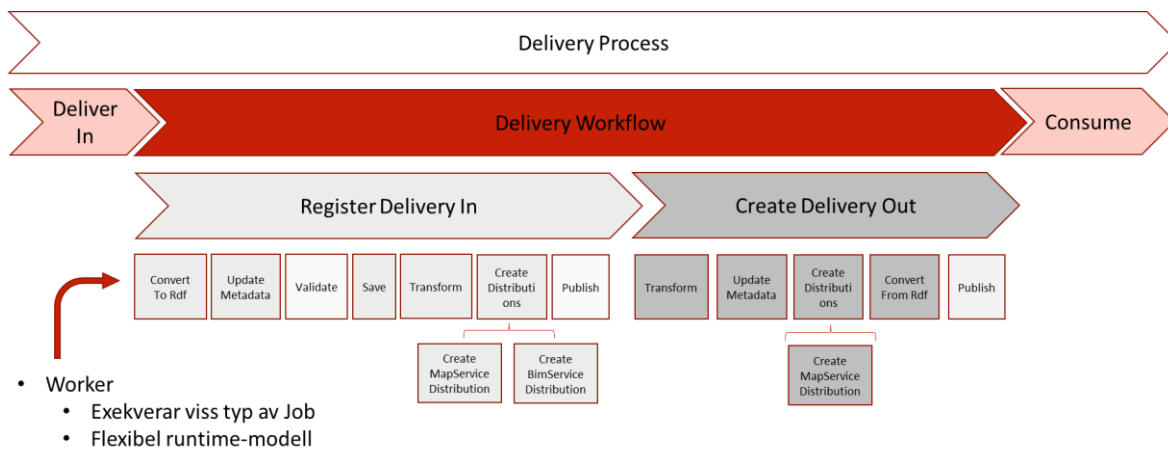 Delivery Process
Deliver
In
Delivery Workflow
Consume
Register Delivery In
Create Delivery Out
Convert
To Rdf
Update
Metadata
Validate
Save
Transform
Create
Distributi
ons
Publish
Transform
Update
Metadata
Create
Distributi
ons
Convert
From Rdf
Publish
Create
MapService
Distribution
Create
BimService
Distribution
Create
MapService
Distribution
• Worker
• Exekverar viss typ av Job
• Flexibel runtime-modell